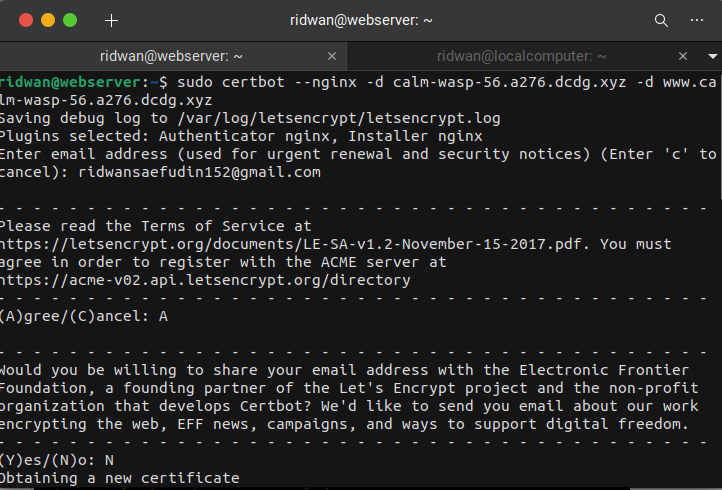 ridwan@webserver: ~
ridwan@webserver: ~
ridwan@localcomputer: ~
ridwan@webserver:~$ sudo certbot --nginx -d calm-wasp-56.a276.dcdg.xyz -d www.ca
lm-wasp-56.a276.dcdg.xyz
Saving debug log to /var/log/letsencrypt/letsencrypt.log
Plugins selected: Authenticator nginx, Installer nginx
Enter email address (used for urgent renewal and security notices) (Enter 'c' to
cancel): ridwansaefudin152@gmail.com
- - - - - - - - - - - - - - - - - - - - - - - - - - - - - - - - - - - - - - - -
Please read the Terms of Service at
https://letsencrypt.org/documents/LE-SA-v1.2-November-15-2017.pdf. You must
agree in order to register with the ACME server at
https://acme-v02.api.letsencrypt.org/directory
- - - - - - - - - - - - - - - - - - - - - - - - - - - - - - - - - - - - - - - -
(A)gree/(C)ancel: A
- - - - - - - - - - - - - - - - - - - - - - - - - - - - - - - - - - - - - - - -
Would you be willing to share your email address with the Electronic Frontier
Foundation, a founding partner of the Let's Encrypt project and the non-profit
organization that develops Certbot? We'd like to send you email about our work
encrypting the web, EFF news, campaigns, and ways to support digital freedom.
- - - - - - - - - - - - - - - - - - - - - - - - - - - - - - - - - - - - - - - -
(Y)es/(N)o: N
Obtaining a new certificate